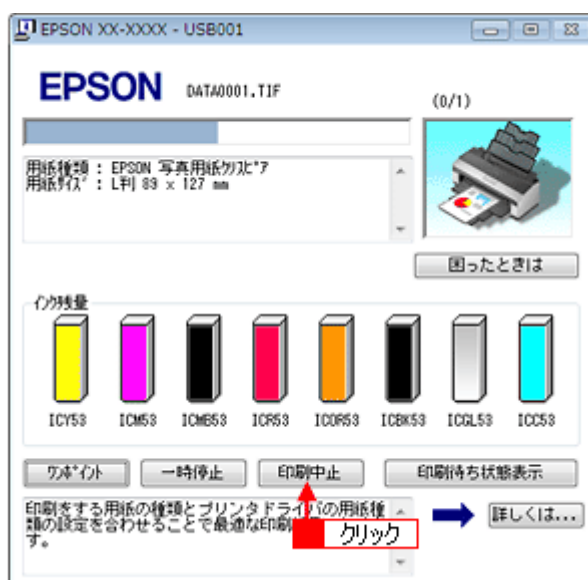 EPSON XX-XXXX - USB001
EPSON DATA0001.TIF
(0/1)
用紙種類 : EPSON 写真用紙クリスピア
用紙サイズ : L判 89 x 127 mm
困ったときは
インク残量
ICY53 ICM53 ICMB53 ICR53 ICOR53 ICBK53 ICGL53 ICC53
ワンポイント 一時停止 印刷中止 印刷待ち状態表示
印刷をする用紙の種類とプリンタドライバの用紙種
類の設定を合わせることで最適な印刷
す。
クリック
詳しくは...